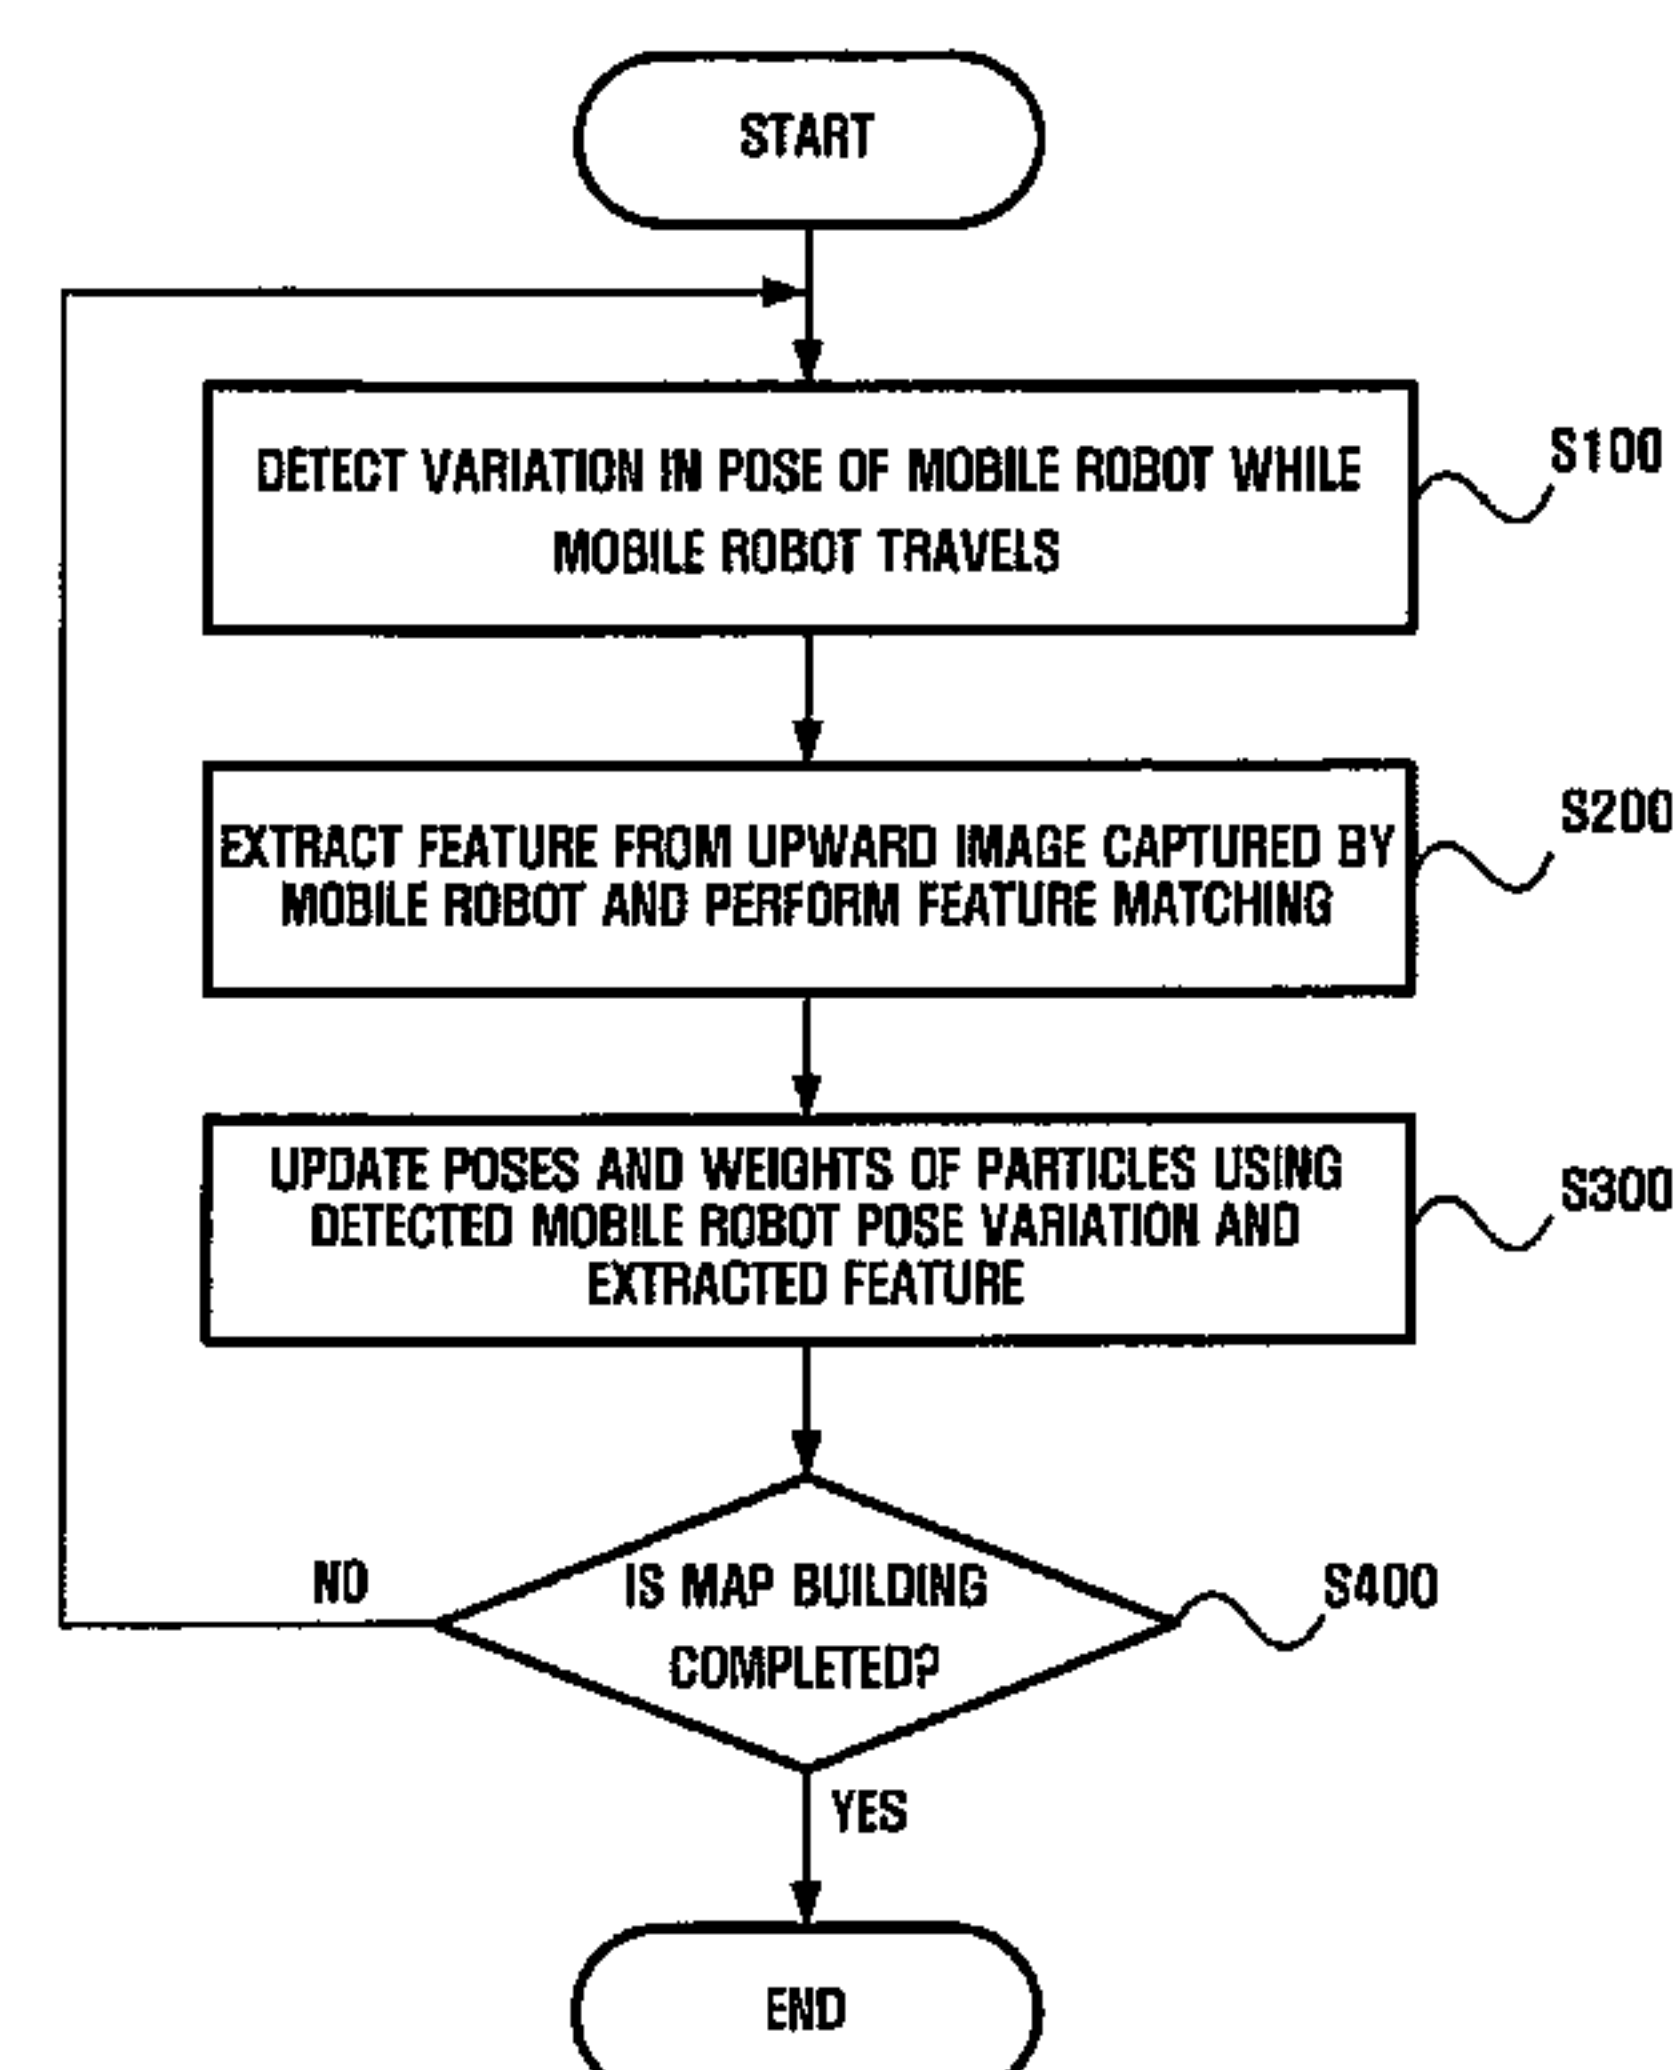 START
DETECT VARIATION IN POSE OF MOBILE ROBOT WHILE
MOBILE ROBOT TRAVELS
S100
EXTRACT FEATURE FROM UPWARD IMAGE CAPTURED BY
MOBILE ROBOT AND PERFORM FEATURE MATCHING
S200
UPDATE POSES AND WEIGHTS OF PARTICLES USING
DETECTED MOBILE ROBOT POSE VARIATION AND
EXTRACTED FEATURE
S300
IS MAP BUILDING
COMPLETED?
S400
NO
YES
END